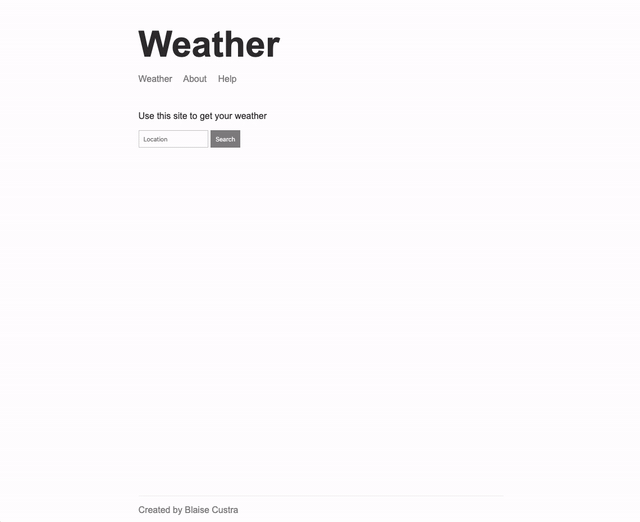 Weather
Weather About Help
Use this site to get your weather
Location Search
Created by Blaise Custra